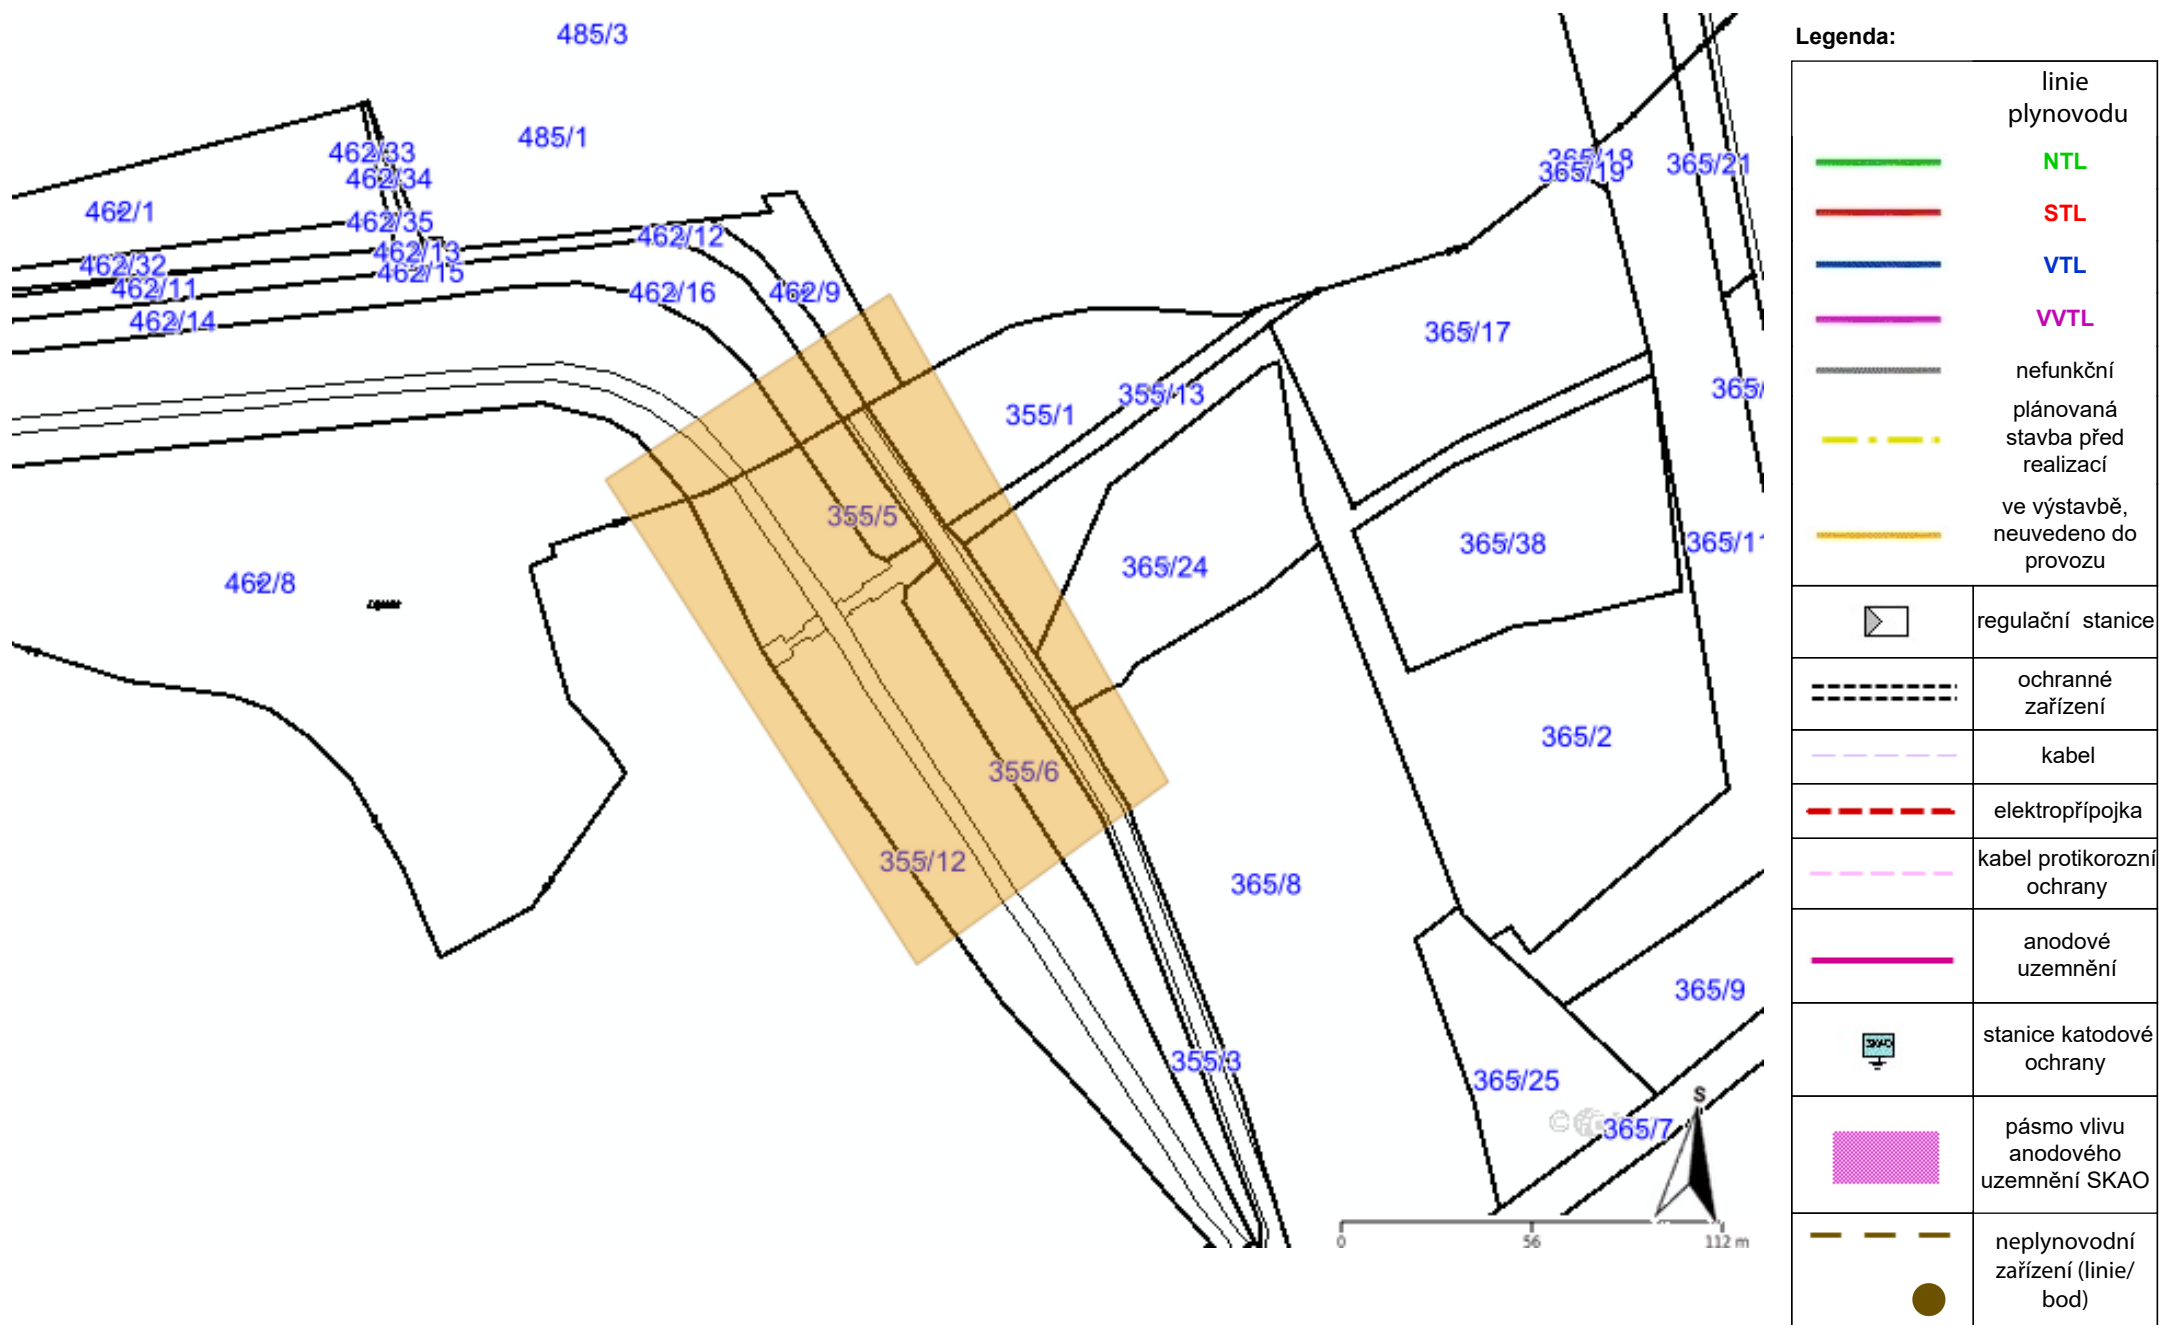 485/3
485/1
462/33
462/34
462/1
462/35
462/12
462/13
462/32
462/15
462/11
462/16
462/9
462/14
365/18
365/19
365/21
365/17
355/13
355/1
355/5
365/24
365/38
462/8
365/2
355/6
355/12
365/8
365/9
355/3
365/25
365/7
S
0
56
112 m
Legenda:
linie
plynovodu
NTL
STL
VTL
VVTL
nefunkční
plánovaná
stavba před
realizací
ve výstavbě,
neuvedeno do
provozu
regulační stanice
ochranné
zařízení
kabel
elektropřípojka
kabel protikorozní
ochrany
anodové
uzemnění
SKAO
stanice katodové
ochrany
pásmo vlivu
anodového
uzemnění SKAO
neplynovodní
zařízení (linie/
bod)